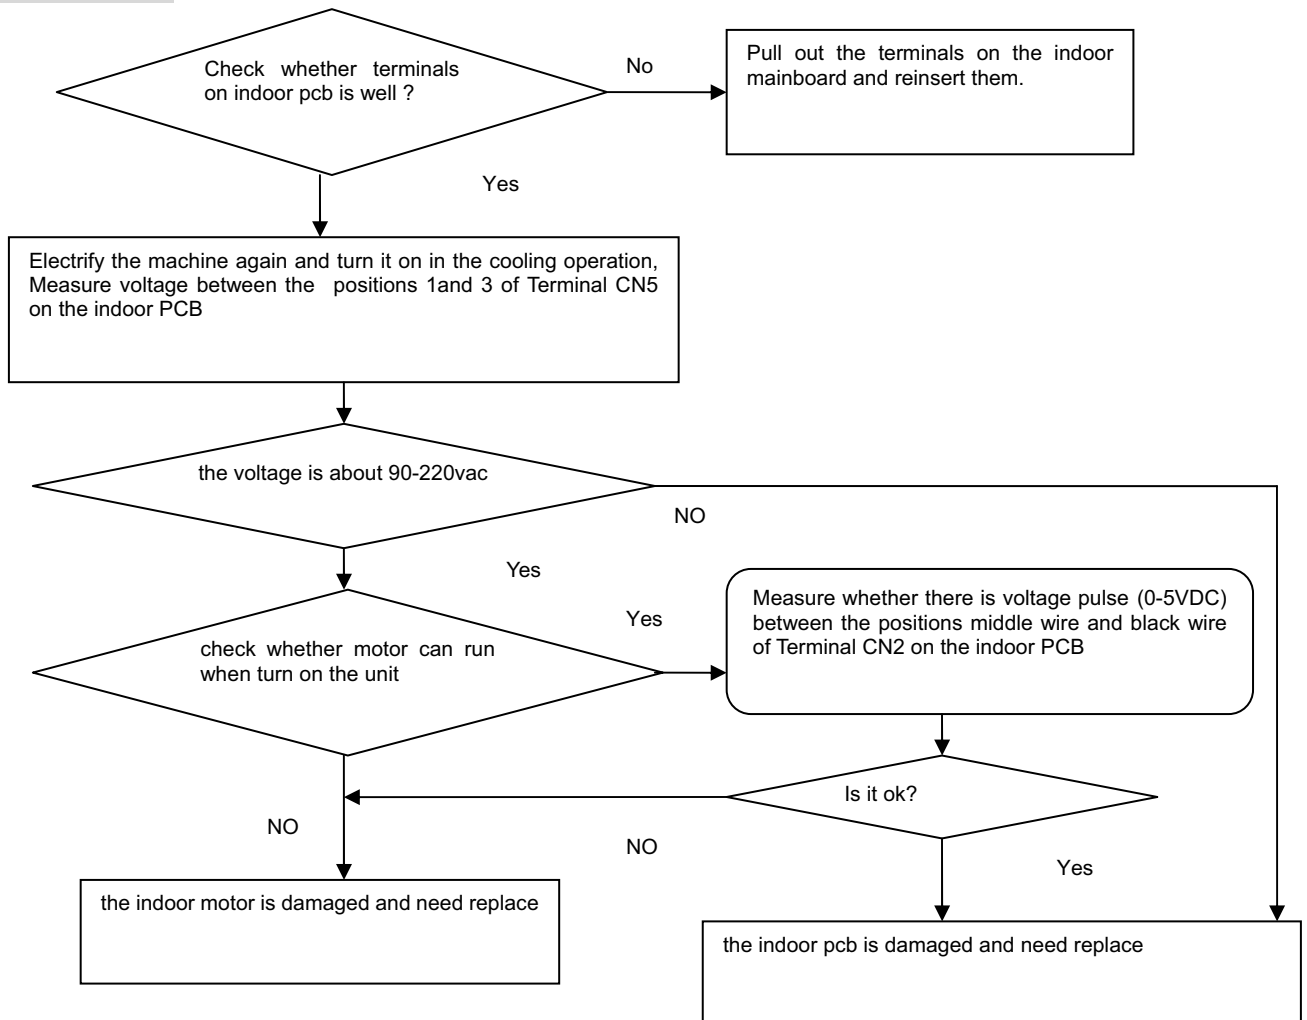 Check whether terminals
on indoor pcb is well ?
No
Pull out the terminals on the indoor
mainboard and reinsert them.
Yes
Electrify the machine again and turn it on in the cooling operation,
Measure voltage between the positions 1and 3 of Terminal CN5
on the indoor PCB
the voltage is about 90-220vac
NO
Yes
check whether motor can run
when turn on the unit
Yes
Measure whether there is voltage pulse (0-5VDC)
between the positions middle wire and black wire
of Terminal CN2 on the indoor PCB
Is it ok?
NO
NO
Yes
the indoor motor is damaged and need replace
the indoor pcb is damaged and need replace